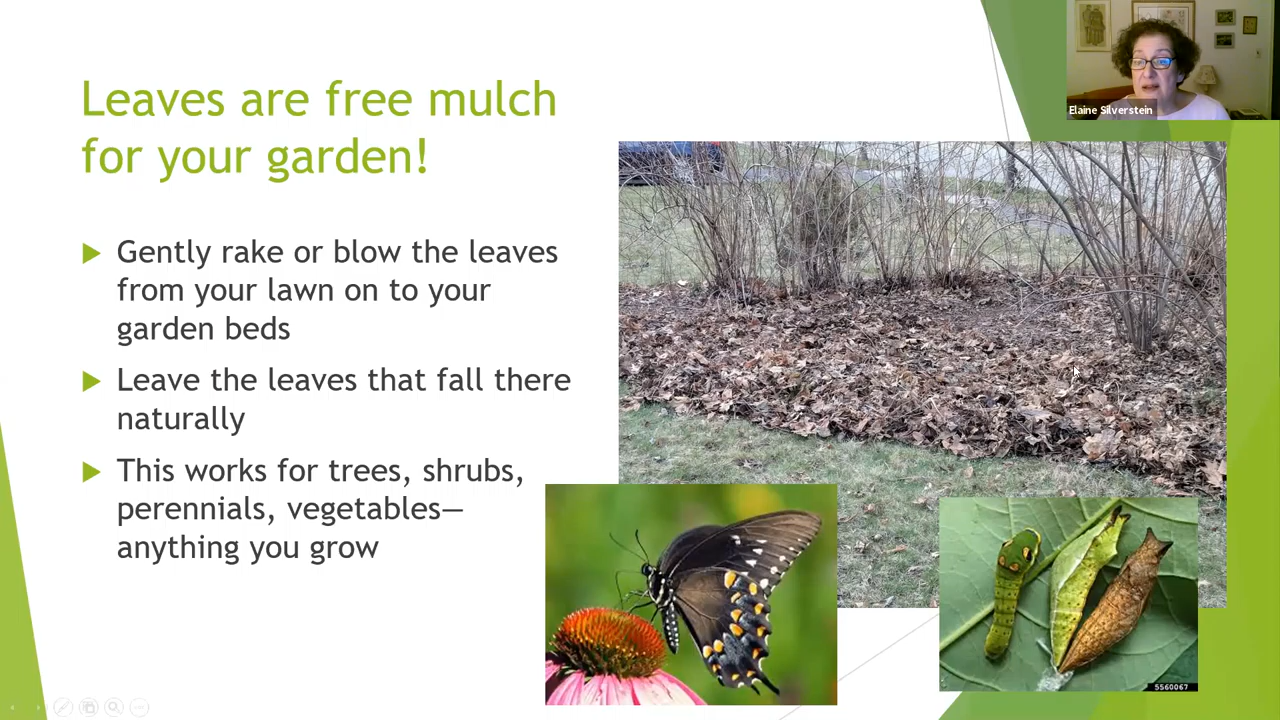 Leaves are free mulch
for your garden!
Gently rake or blow the leaves
from your lawn on to your
garden beds
Leave the leaves that fall there
naturally
This works for trees, shrubs,
perennials, vegetables—
anything you grow
Elaine Silverstein
5560067